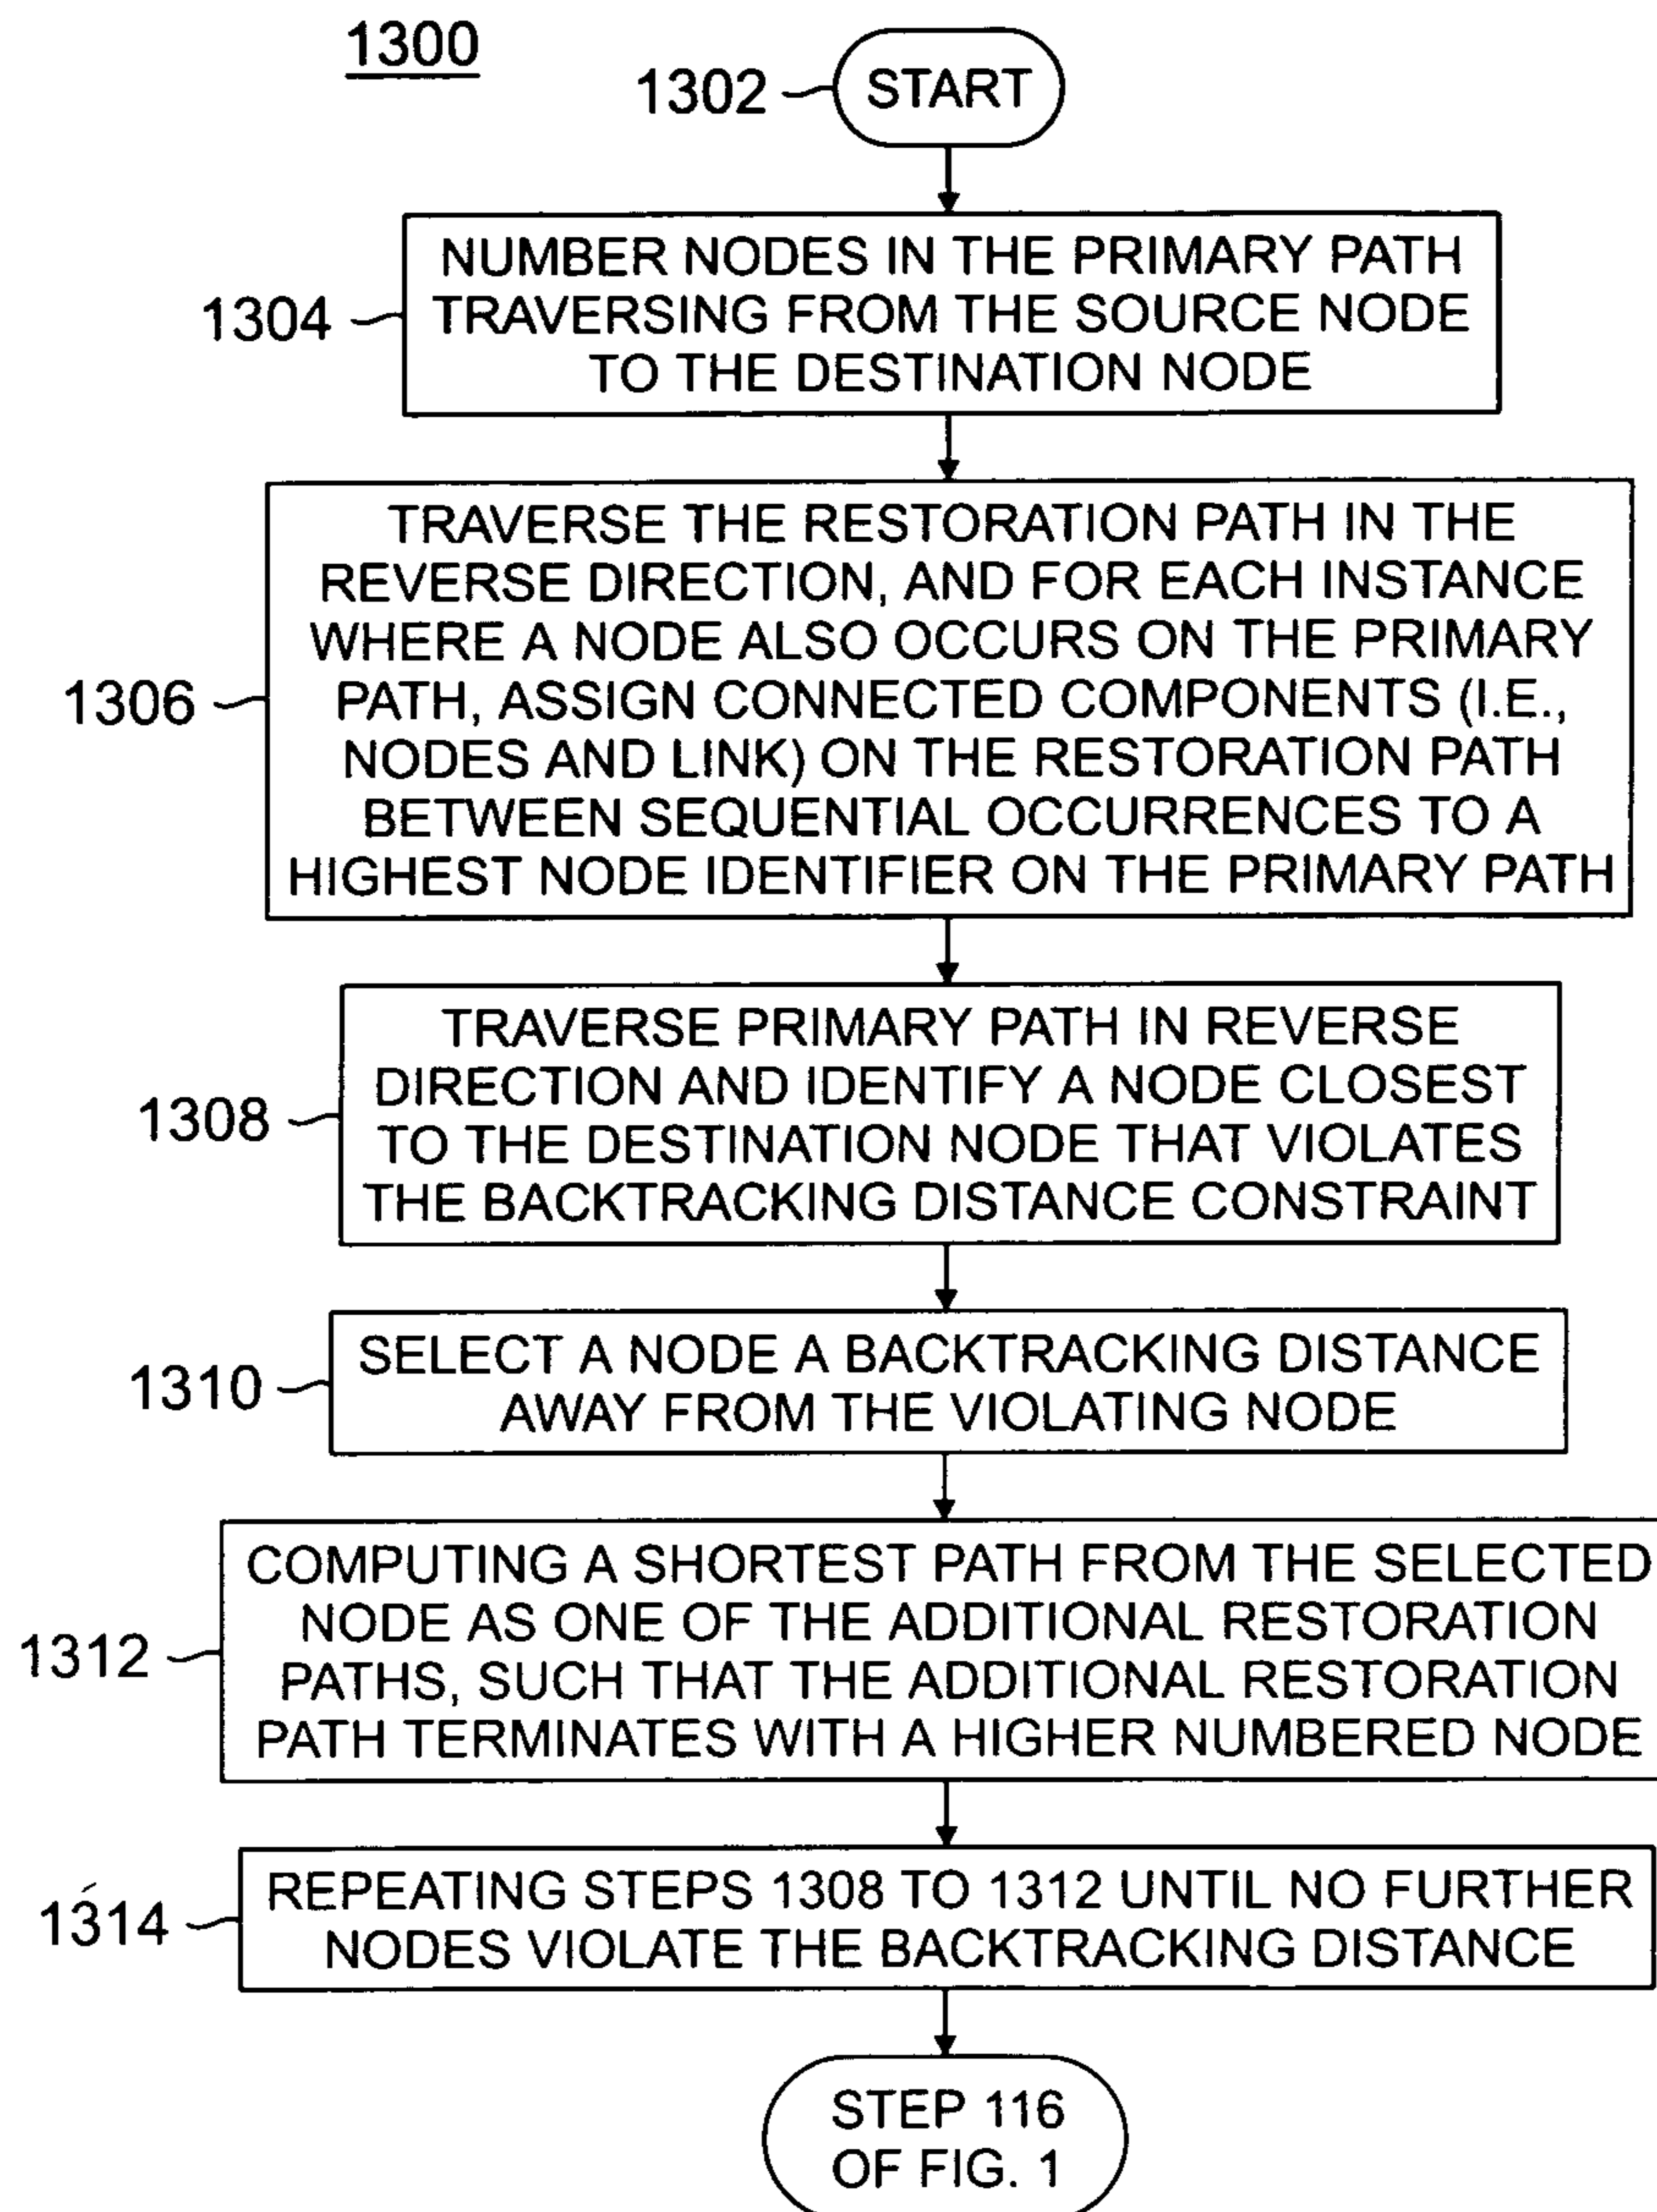 1300
1302
START
1304
NUMBER NODES IN THE PRIMARY PATH
TRAVERSING FROM THE SOURCE NODE
TO THE DESTINATION NODE
1306
TRAVERSE THE RESTORATION PATH IN THE
REVERSE DIRECTION, AND FOR EACH INSTANCE
WHERE A NODE ALSO OCCURS ON THE PRIMARY
PATH, ASSIGN CONNECTED COMPONENTS (I.E.,
NODES AND LINK) ON THE RESTORATION PATH
BETWEEN SEQUENTIAL OCCURRENCES TO A
HIGHEST NODE IDENTIFIER ON THE PRIMARY PATH
1308
TRAVERSE PRIMARY PATH IN REVERSE
DIRECTION AND IDENTIFY A NODE CLOSEST
TO THE DESTINATION NODE THAT VIOLATES
THE BACKTRACKING DISTANCE CONSTRAINT
1310
SELECT A NODE A BACKTRACKING DISTANCE
AWAY FROM THE VIOLATING NODE
1312
COMPUTING A SHORTEST PATH FROM THE SELECTED
NODE AS ONE OF THE ADDITIONAL RESTORATION
PATHS, SUCH THAT THE ADDITIONAL RESTORATION
PATH TERMINATES WITH A HIGHER NUMBERED NODE
1314
REPEATING STEPS 1308 TO 1312 UNTIL NO FURTHER
NODES VIOLATE THE BACKTRACKING DISTANCE
STEP 116
OF FIG. 1